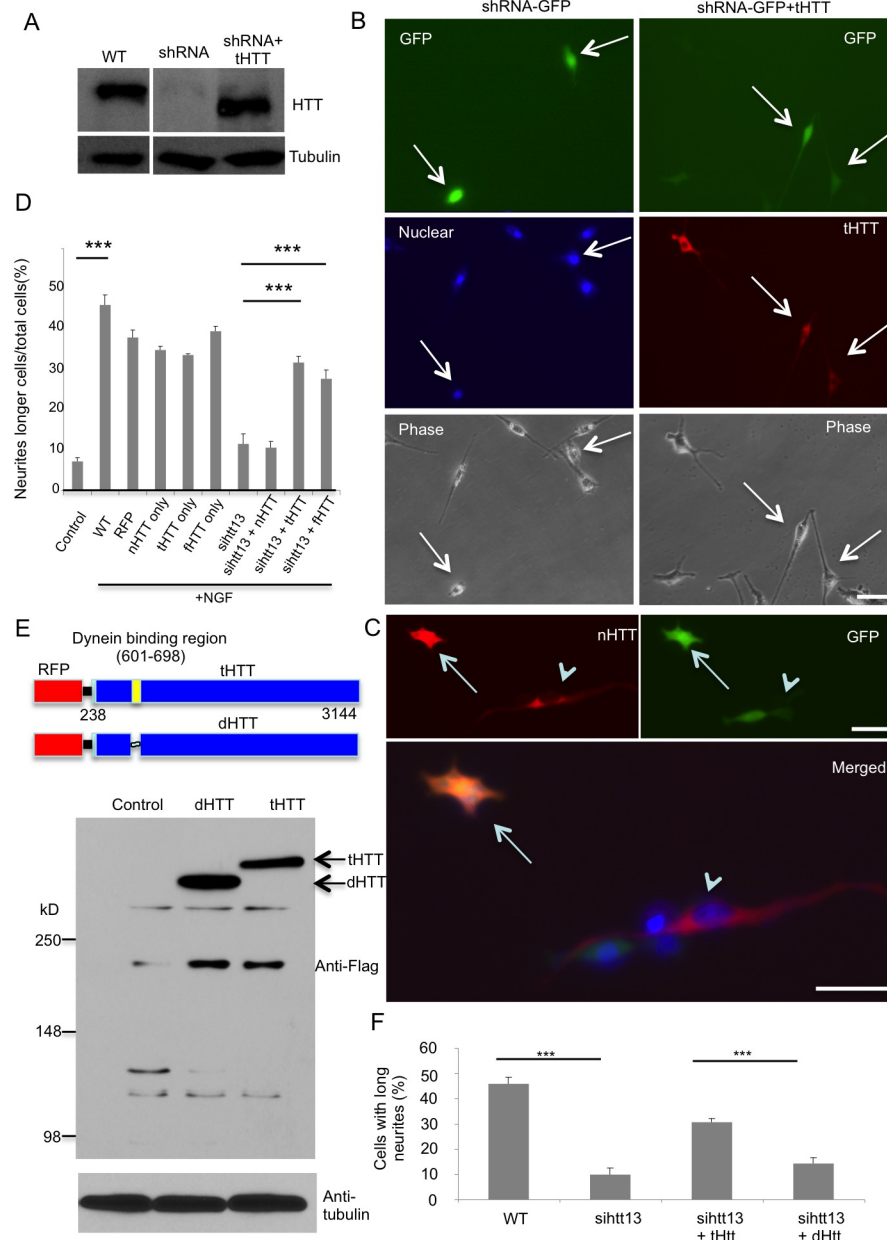 A
WT
shRNA
shRNA+
tHTT
HTT
Tubulin
B
shRNA-GFP
shRNA-GFP+tHTT
GFP
GFP
Nuclear
tHTT
Phase
Phase
C
nHTT
GFP
Merged
D
Neurites longer cells/total cells(%)
60
50
40
30
20
10
0
Control
WT
RFP
nHTT only
tHTT only
fHTT only
sihtt13
sihtt13 + nHTT
sihtt13 + tHTT
sihtt13 + fHTT
+NGF
***
***
***
E
Dynein binding region
(601-698)
RFP
tHTT
238
3144
dHTT
Control
dHTT
tHTT
tHTT
dHTT
kD
250
Anti-Flag
148
98
Anti-
tubulin
F
Cells with long
neurites (%)
60
50
40
30
20
10
0
***
***
WT
sihtt13
sihtt13
+ tHtt
sihtt13
+ dHtt